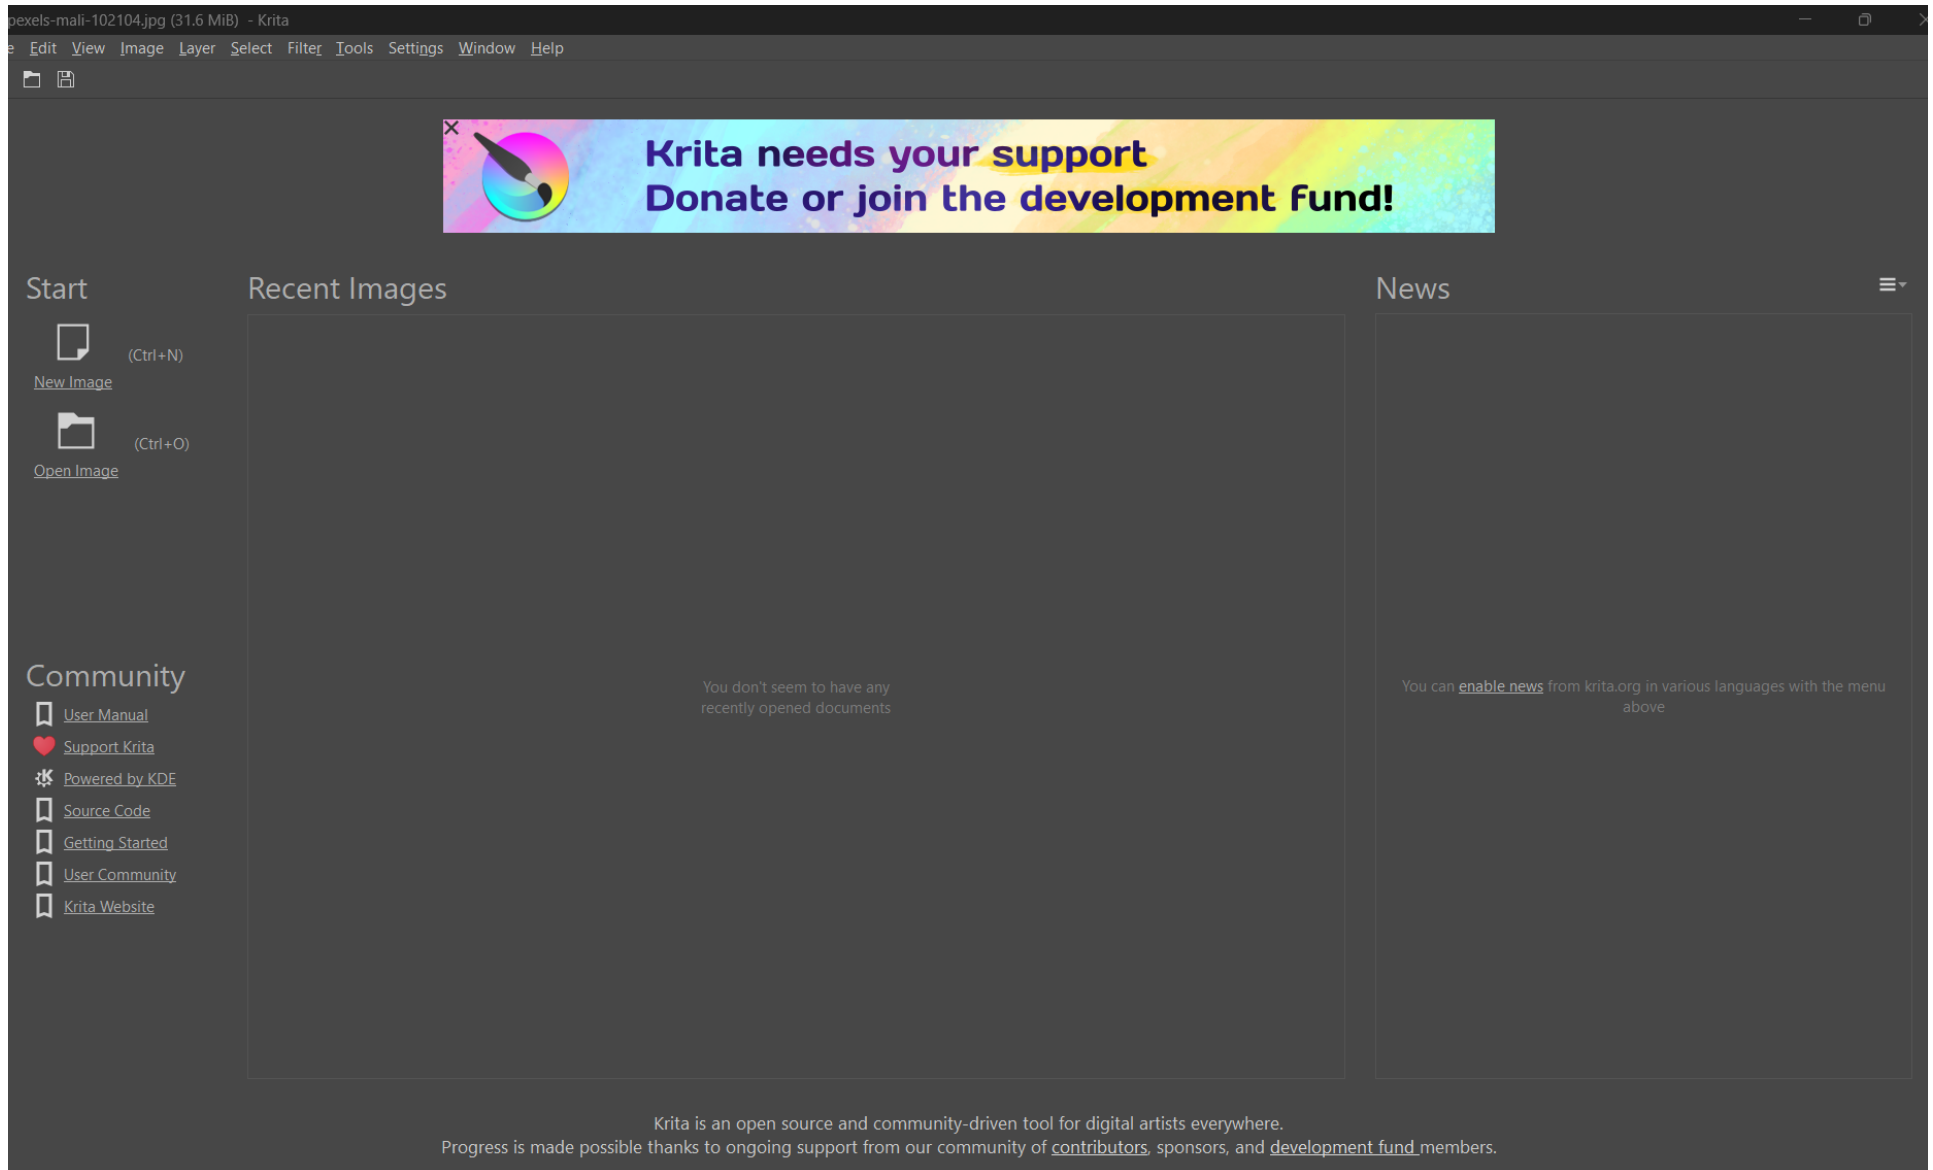 pexels-mali-102104.jpg (31.6 MiB) - Krita
e Edit View Image Layer Select Filter Tools Settings Window Help
Krita needs your support
Donate or join the development fund!
Start
(Ctrl+N)
New Image
(Ctrl+O)
Open Image
Recent Images
You don't seem to have any
recently opened documents
News
You can enable news from krita.org in various languages with the menu
above
Community
User Manual
Support Krita
Powered by KDE
Source Code
Getting Started
User Community
Krita Website
Krita is an open source and community-driven tool for digital artists everywhere.
Progress is made possible thanks to ongoing support from our community of contributors, sponsors, and development fund members.